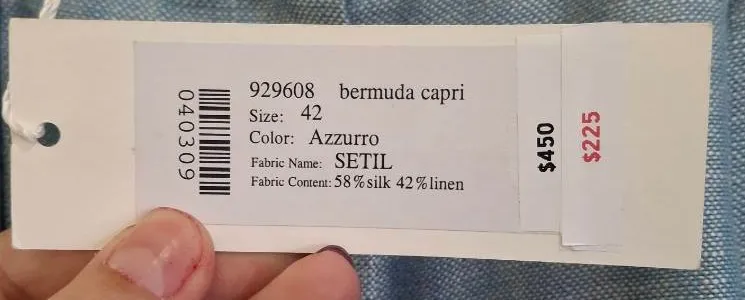 040309
929608 bermuda capri
Size: 42
Color: Azzurro
Fabric Name: SETIL
Fabric Content: 58%silk 42%linen
$450
$225